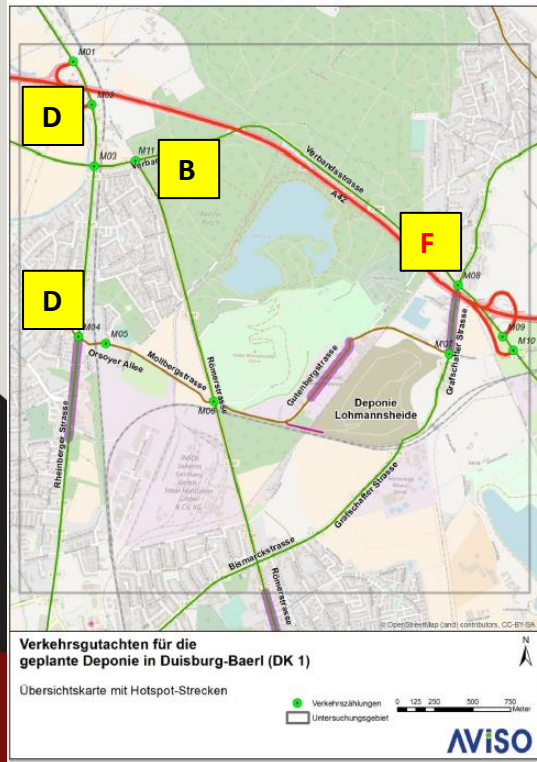 M01
D
M02
M03
M11
Verban
B
Verbandsstrasse
A42
F
M08
D
M04
M05
Orsoyer Allee
Mollbergstrasse
Römerstrasse
Gutenbergstrasse
Grafschafter Strasse
M07
M09
M10
Rheinberger Strasse
M06
Deponie
Lohmannsheide
Grafschafter Strasse
Bismarckstrasse
Römerstrasse
© OpenStreetMap (and) contributors, CC-BY-SA
Verkehrsgutachten für die
geplante Deponie in Duisburg-Baerl (DK 1)
N
Übersichtskarte mit Hotspot-Strecken
Verkehrszählungen
Untersuchungsgebiet
0 125 250 500 750
Meter
AVISO